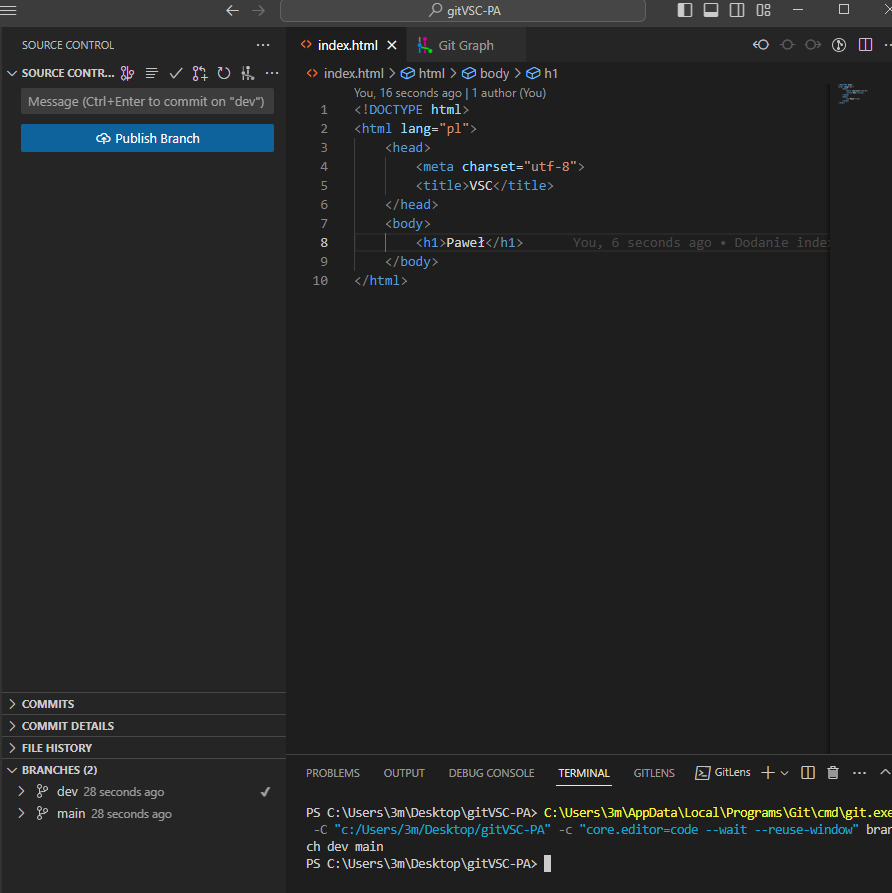 gitVSC-PA
SOURCE CONTROL
SOURCE CONTR...
Message (Ctrl+Enter to commit on "dev")
Publish Branch
index.html
Git Graph
index.html > html > body > h1
You, 16 seconds ago | 1 author (You)
1 <!DOCTYPE html>
2 <html lang="pl">
3 <head>
4 <meta charset="utf-8">
5 <title>VSC</title>
6 </head>
7 <body>
8 <h1>Paweł</h1> You, 6 seconds ago • Dodanie inde
9 </body>
10 </html>
COMMITS
COMMIT DETAILS
FILE HISTORY
BRANCHES (2)
dev 28 seconds ago
main 28 seconds ago
PROBLEMS OUTPUT DEBUG CONSOLE TERMINAL GITLENS GitLens
PS C:\Users\3m\Desktop\gitVSC-PA> C:\Users\3m\AppData\Local\Programs\Git\cmd\git.exe
-C "c:/Users/3m/Desktop/gitVSC-PA" -c "core.editor=code --wait --reuse-window" bran
ch dev main
PS C:\Users\3m\Desktop\gitVSC-PA>